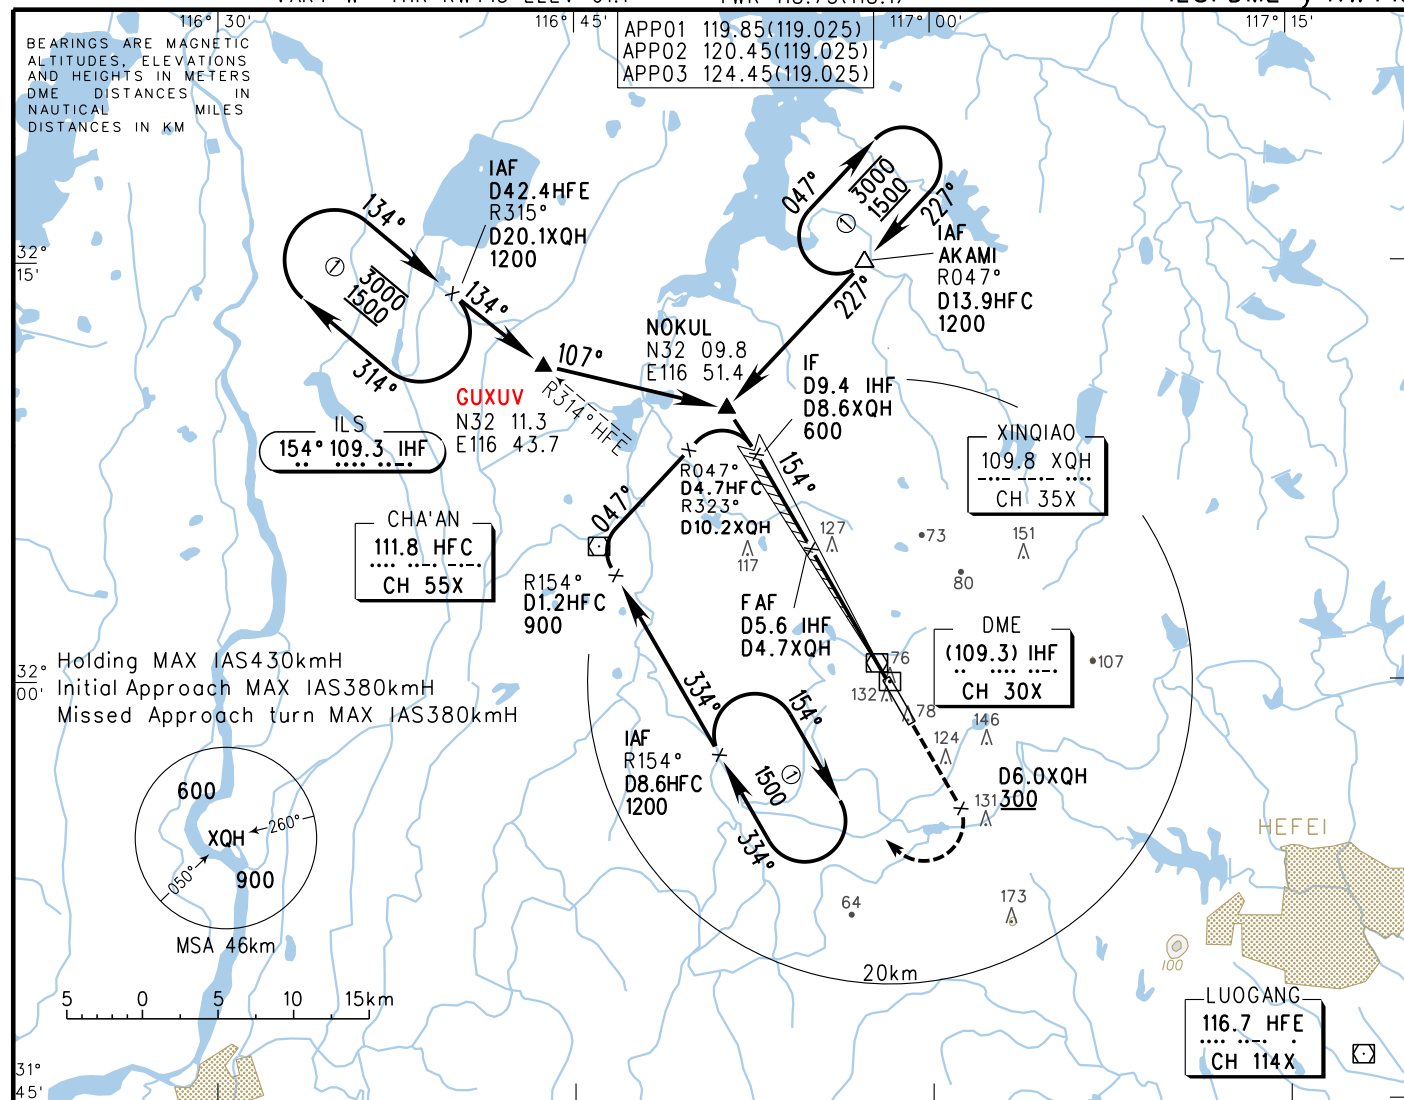 116° 30'
116° 45'
117° 00'
117° 15'
BEARINGS ARE MAGNETIC
ALTITUDES, ELEVATIONS
AND HEIGHTS IN METERS
DME DISTANCES IN
NAUTICAL MILES
DISTANCES IN KM
APP01 119.85(119.025)
APP02 120.45(119.025)
APP03 124.45(119.025)
IAF
D42.4HFE
R315°
D20.1XQH
1200
134°
3000
1500
①
314°
134°
047°
3000
1500
①
227°
IAF
AKAMI
R047°
D13.9HFC
1200
227°
32°
15'
107°
NOKUL
N32 09.8
E116 51.4
GUXUV
N32 11.3
E116 43.7
R314° HFE
IF
D9.4 IHF
D8.6XQH
600
ILS
154° 109.3 IHF
XINQIAO
109.8 XQH
CH 35X
R047°
D4.7HFC
R323°
D10.2XQH
154°
047°
CHA'AN
111.8 HFC
CH 55X
R154°
D1.2HFC
900
117
127
73
151
80
FAF
D5.6 IHF
D4.7XQH
DME
(109.3) IHF
CH 30X
107
76
132
78
146
124
131
32°
00'
Holding MAX IAS430kmH
Initial Approach MAX IAS380kmH
Missed Approach turn MAX IAS380kmH
334°
154°
1500
①
334°
IAF
R154°
D8.6HFC
1200
D6.0XQH
300
600
XQH
260°
050°
900
MSA 46km
HEFEI
64
173
100
20km
5 0 5 10 15km
LUOGANG
116.7 HFE
CH 114X
31°
45'